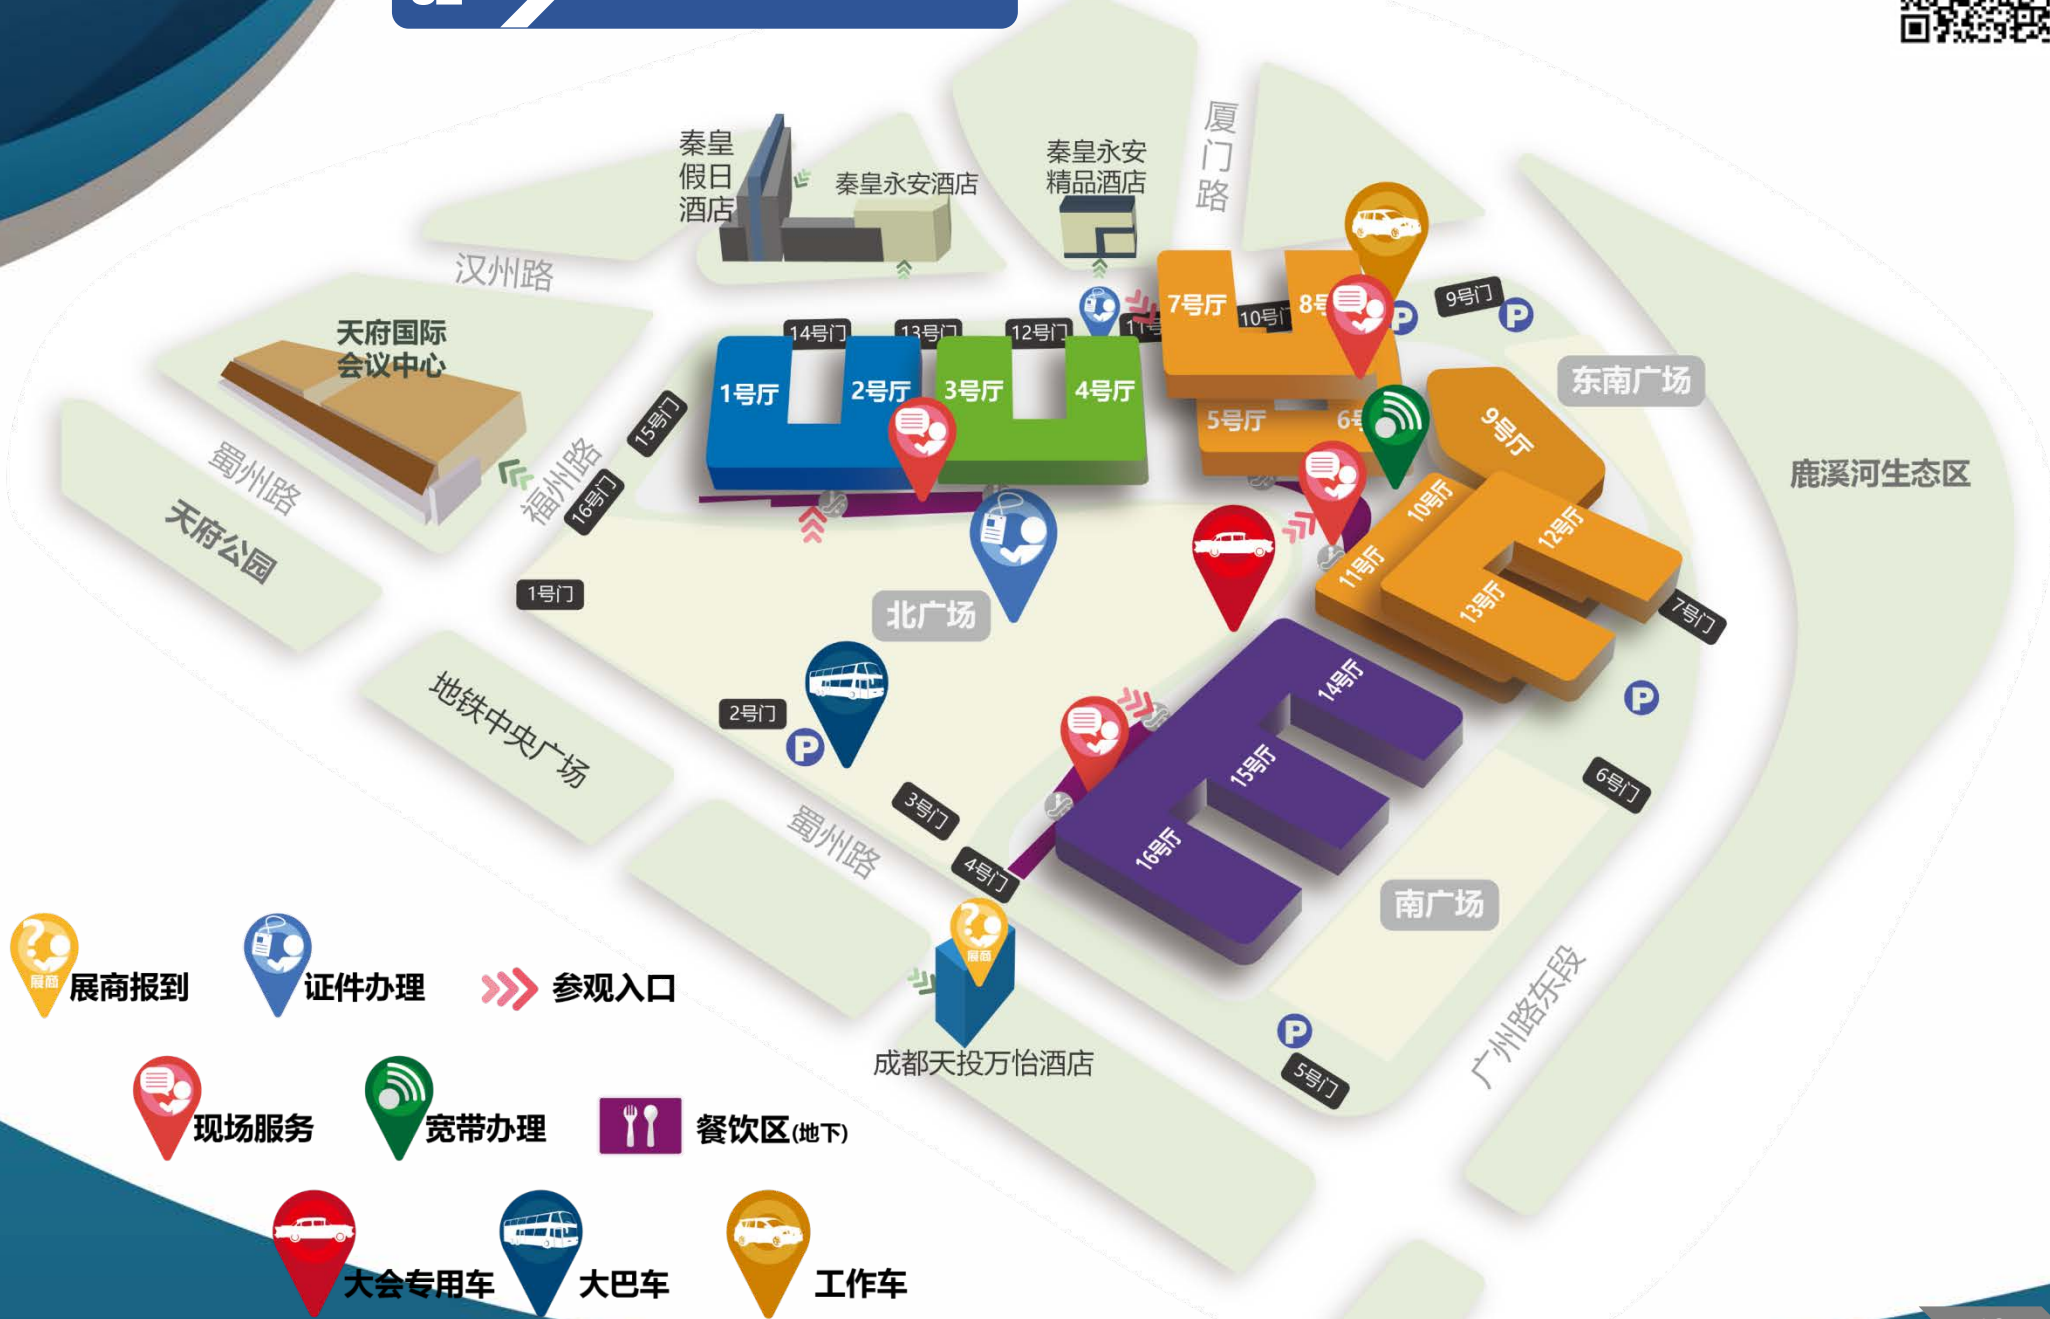 厦
门
路
秦皇
假日
酒店
秦皇永安酒店
秦皇永安
精品酒店
汉州路
天府国际
会议中心
14号门
13号门
12号门
7号厅
10号门
9号门
P
P
1号厅
2号厅
3号厅
4号厅
5号厅
9号厅
东南广场
15号门
16号门
福州路
蜀州路
天府公园
鹿溪河生态区
10号厅
11号厅
12号厅
13号厅
7号门
1号门
北广场
14号厅
15号厅
16号厅
P
2号门
P
地铁中央广场
3号门
蜀州路
4号门
6号门
南广场
展商
成都天投万怡酒店
P
5号门
广州路东段
展商
展商报到
证件办理
参观入口
现场服务
宽带办理
餐饮区(地下)
大会专用车
大巴车
工作车